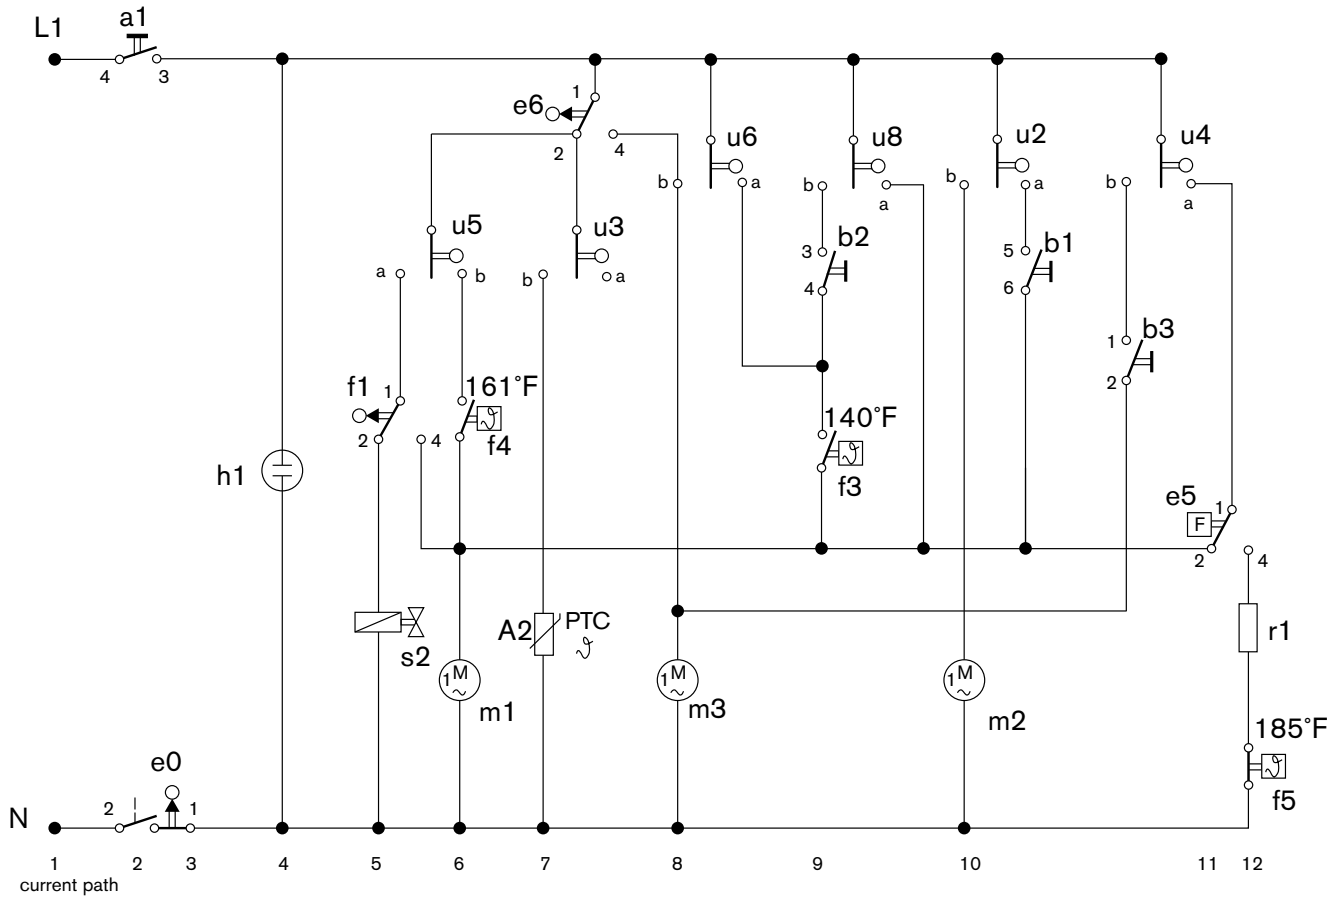 L1 a1
4 3
1
e6
2 4
u6 u8 u2 u4
b a b a b a b a
u5 u3
a b b a
3 b2 5 b1
4 6
1 b3
2
f1 1 161°F
2 4 f4
140°F
f3
h1
e5 1
F
2 4
A2 PTC
s2
r1
1 M 1 M 1 M
m1 m3 m2
185°F
f5
e0
N 2 1
1 2 3 4 5 6 7 8 9 10 11 12
current path